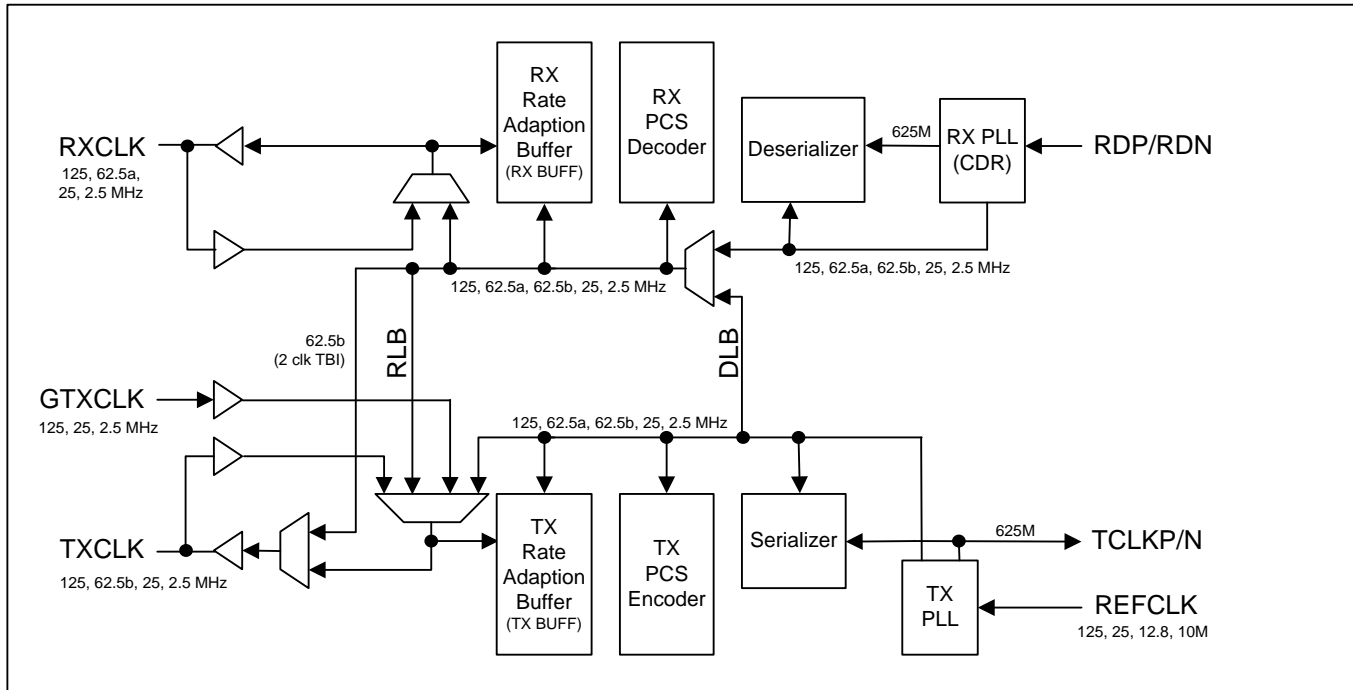 RX
Rate
Adaption
Buffer
(RX BUFF)
RX
PCS
Decoder
Deserializer
625M
RX PLL
(CDR)
RDP/RDN
RXCLK
125, 62.5a,
25, 2.5 MHz
125, 62.5a, 62.5b, 25, 2.5 MHz
125, 62.5a, 62.5b, 25, 2.5 MHz
62.5b
(2 clk TBI)
RLB
DLB
GTXCLK
125, 25, 2.5 MHz
125, 62.5a, 62.5b, 25, 2.5 MHz
TXCLK
125, 62.5b, 25, 2.5 MHz
TX
Rate
Adaption
Buffer
(TX BUFF)
TX
PCS
Encoder
Serializer
625M
TCLKP/N
TX
PLL
REFCLK
125, 25, 12.8, 10M